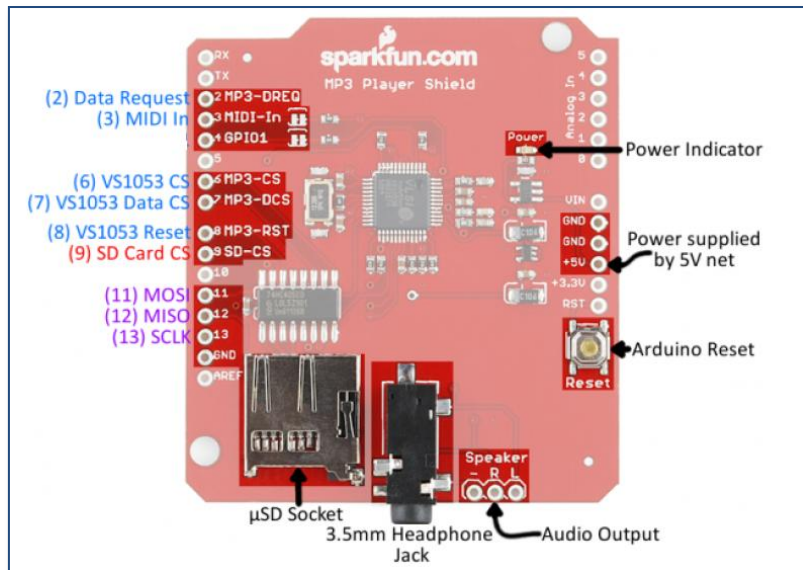 sparkfun.com
MP3 Player Shield
RX
TX
(2) Data Request
2 MP3-DREQ
(3) MIDI In
3 MIDI-In
4 GPIO1
5
(6) VS1053 CS
6 MP3-CS
(7) VS1053 Data CS
7 MP3-DCS
(8) VS1053 Reset
8 MP3-RST
(9) SD Card CS
9 SD-CS
10
(11) MOSI
11
(12) MISO
12
(13) SCLK
13
GND
AREF
5
4
3
2
1
0
Analog In
Power
Power Indicator
VIN
GND
GND
+5V
Power supplied
by 5V net
+3.3V
RST
Arduino Reset
Reset
Speaker
- R L
µSD Socket
3.5mm Headphone
Jack
Audio Output